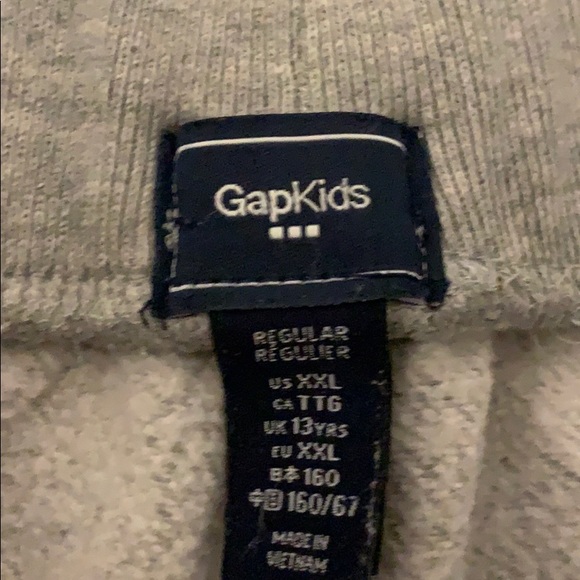 GapKids
REGULAR
RÉGULIER
US XXL
CA TTG
UK 13YRS
EU XXL
日本 160
中国 160/67
MADE IN
VIETNAM